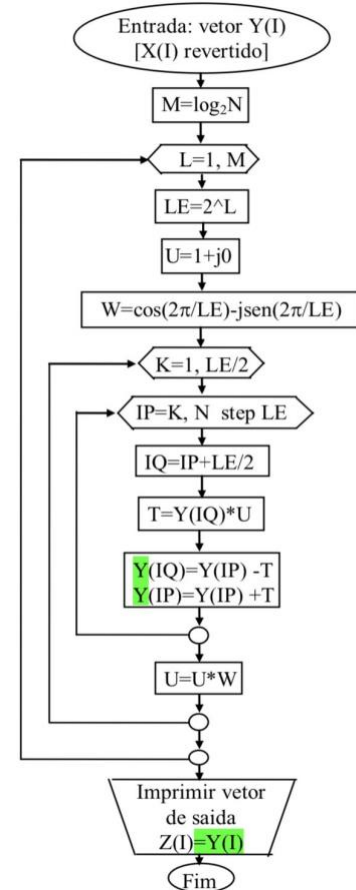 Entrada: vetor Y(I)
[X(I) revertido]
M=log₂N
L=1, M
LE=2^L
U=1+j0
W=cos(2π/LE)-jsen(2π/LE)
K=1, LE/2
IP=K, N step LE
IQ=IP+LE/2
T=Y(IQ)*U
Y(IQ)=Y(IP) -T
Y(IP)=Y(IP) +T
U=U*W
Imprimir vetor
de saida
Z(I)=Y(I)
Fim